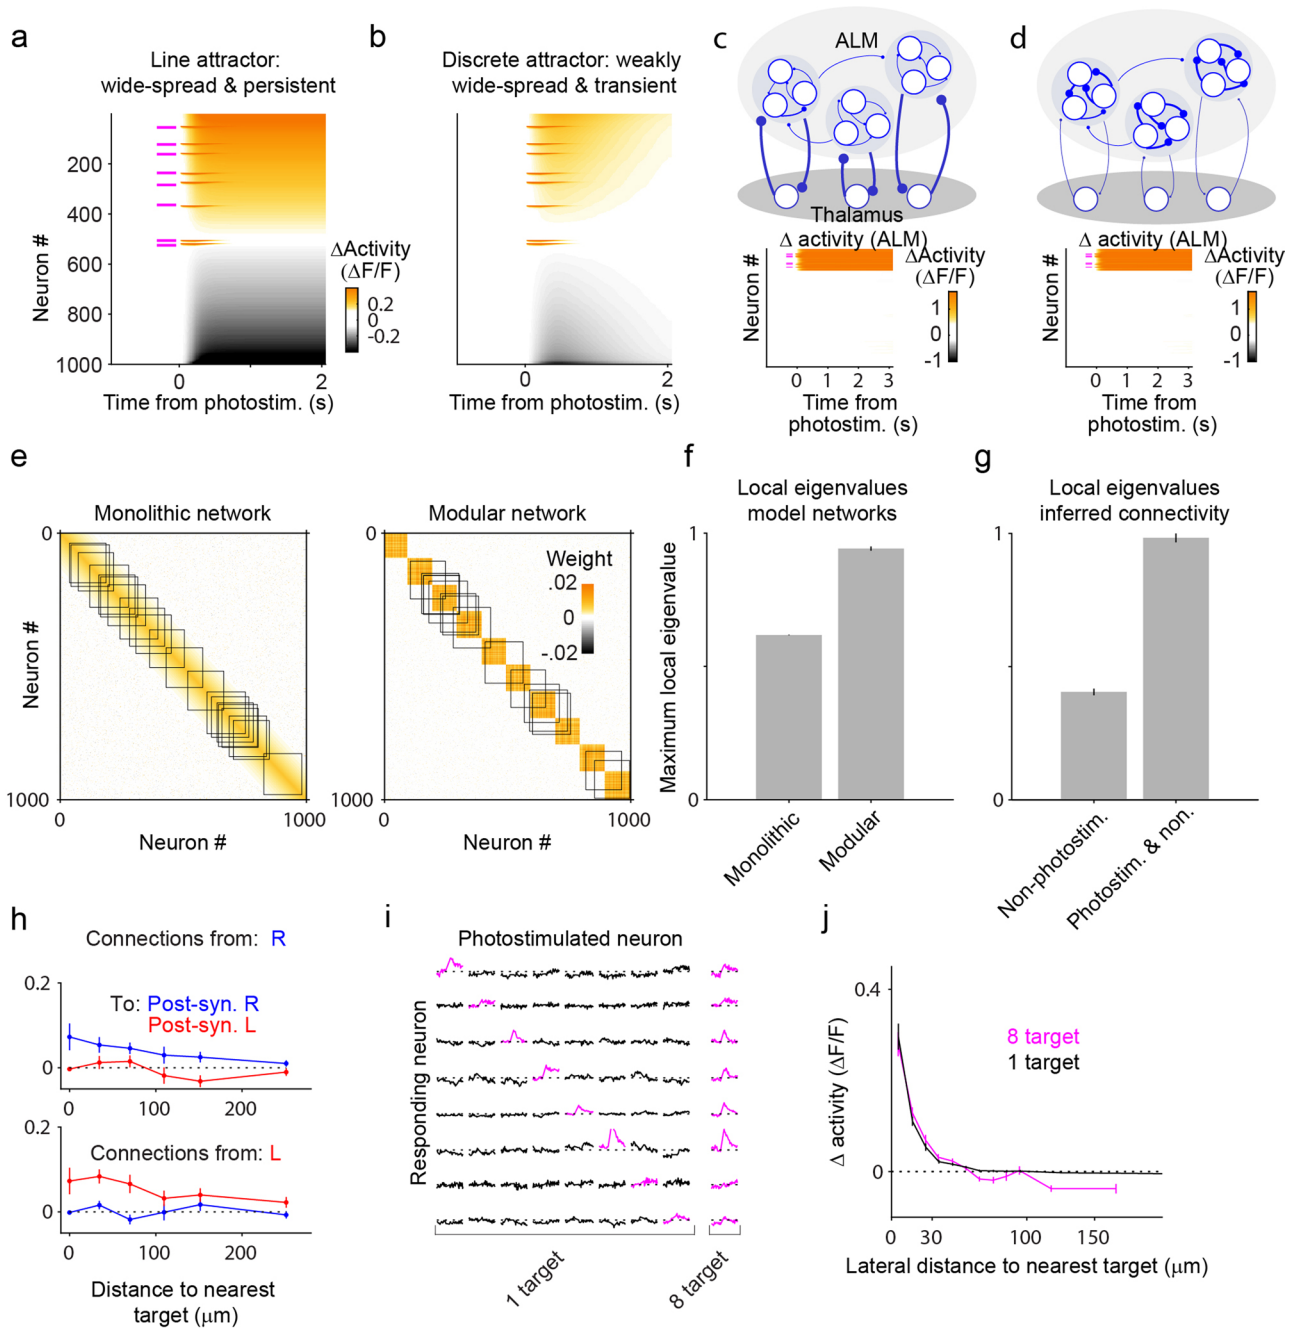 a
Line attractor:
wide-spread & persistent
200
400
600
800
1000
Neuron #
0
2
Time from photostim. (s)
ΔActivity
(ΔF/F)
0.2
0
-0.2
b
Discrete attractor: weakly
wide-spread & transient
0
2
Time from photostim. (s)
c
ALM
Thalamus
Δ activity (ALM)
Neuron #
ΔActivity
(ΔF/F)
1
0
-1
0 1 2 3
Time from
photostim. (s)
d
Δ activity (ALM)
Neuron #
ΔActivity
(ΔF/F)
1
0
-1
0 1 2 3
Time from
photostim. (s)
e
Monolithic network
0
1000
Neuron #
0
1000
Neuron #
Modular network
0
1000
Weight
.02
0
-.02
0
1000
Neuron #
f
Local eigenvalues
model networks
1
0
Maximum local eigenvalue
Monolithic
Modular
g
Local eigenvalues
inferred connectivity
1
0
Non-photostim.
Photostim. & non.
h
Connections from: R
0.2
0
To: Post-syn. R
Post-syn. L
0 100 200
0.2
0
Connections from: L
0 100 200
Distance to nearest
target (μm)
i
Photostimulated neuron
Responding neuron
1 target
8 target
j
Δ activity (ΔF/F)
0.4
0
8 target
1 target
0 30 100 150
Lateral distance to nearest target (μm)